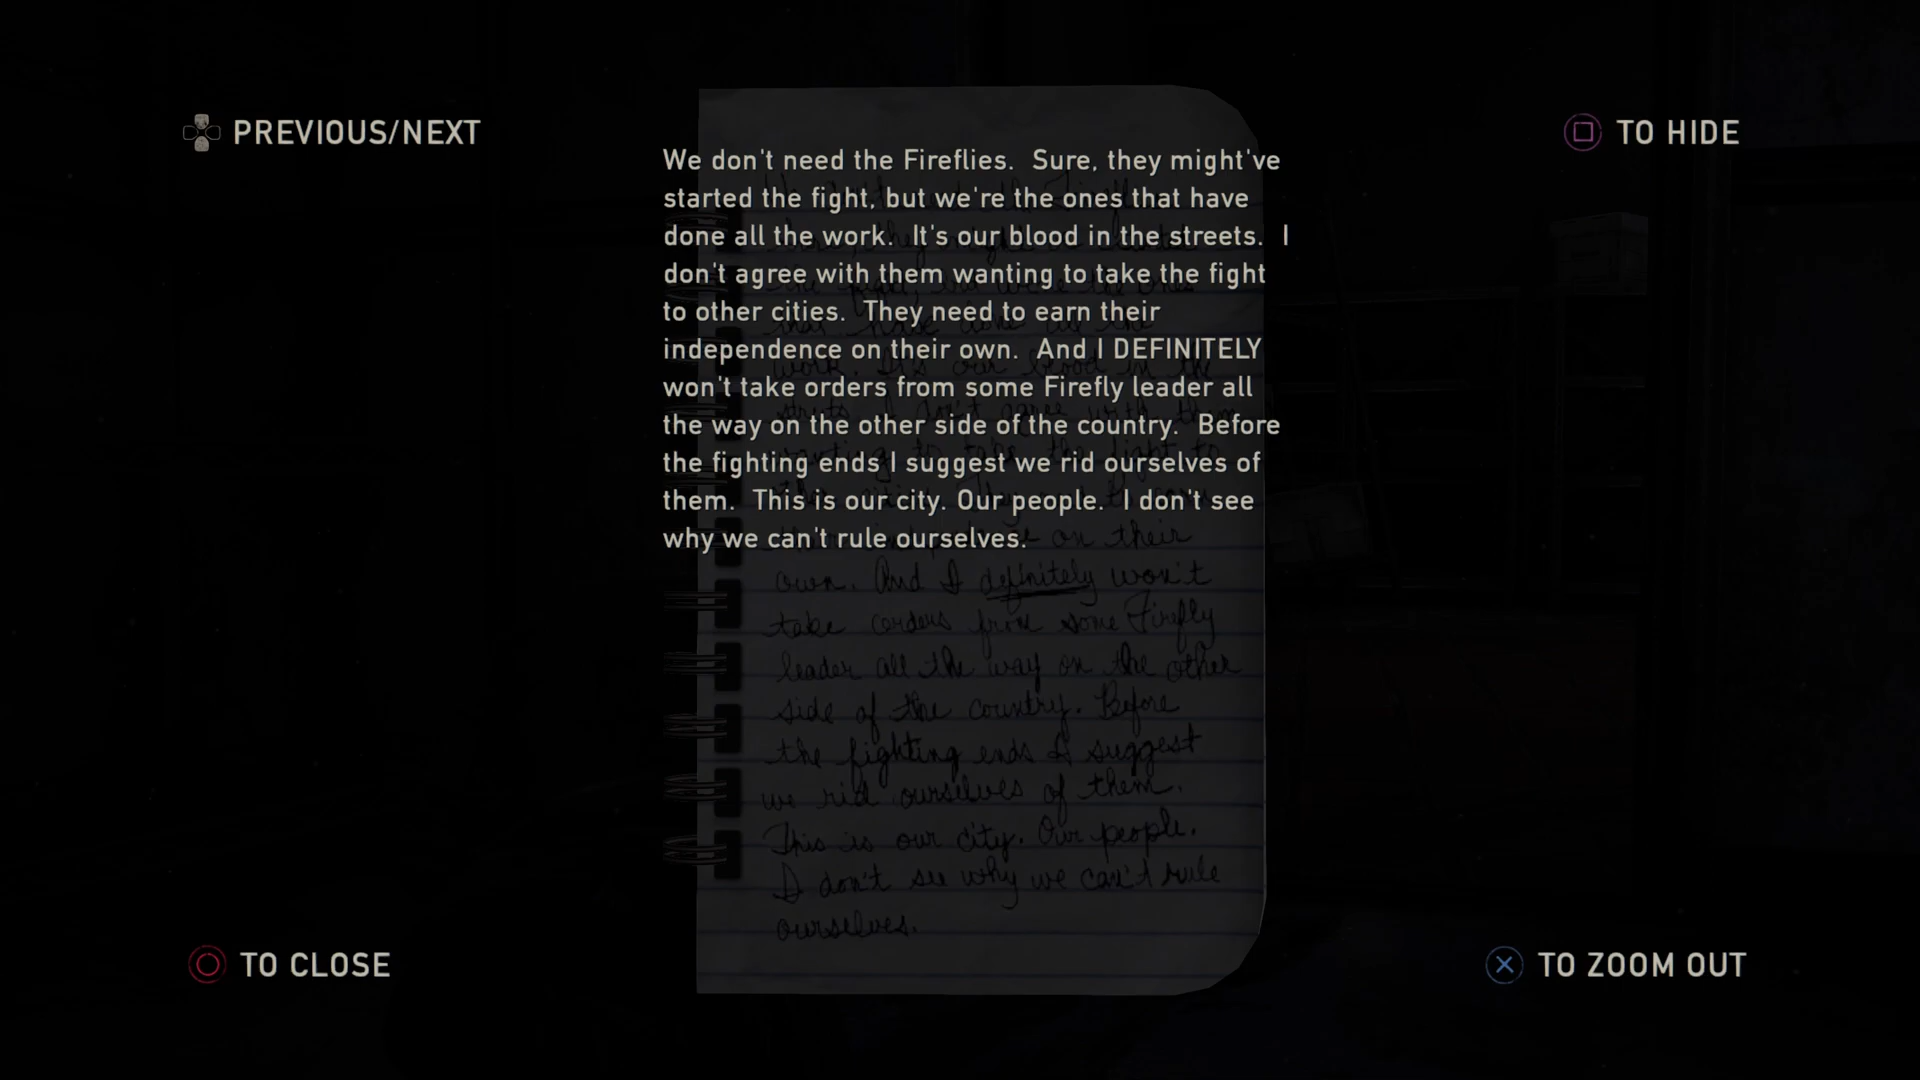 PREVIOUS/NEXT
TO HIDE
We don't need the Fireflies.  Sure, they might've
started the fight, but we're the ones that have
done all the work.  It's our blood in the streets.  I
don't agree with them wanting to take the fight
to other cities.  They need to earn their
independence on their own.  And I DEFINITELY
won't take orders from some Firefly leader all
the way on the other side of the country.  Before
the fighting ends I suggest we rid ourselves of
them.  This is our city. Our people.  I don't see
why we can't rule ourselves.
on their
own. And I definitely won't
take orders from some Firefly
leader all the way on the other
side of the country. Before
the fighting ends I suggest
we rid ourselves of them.
This is our city. Our people.
I don't see why we can't rule
ourselves.
TO CLOSE
TO ZOOM OUT